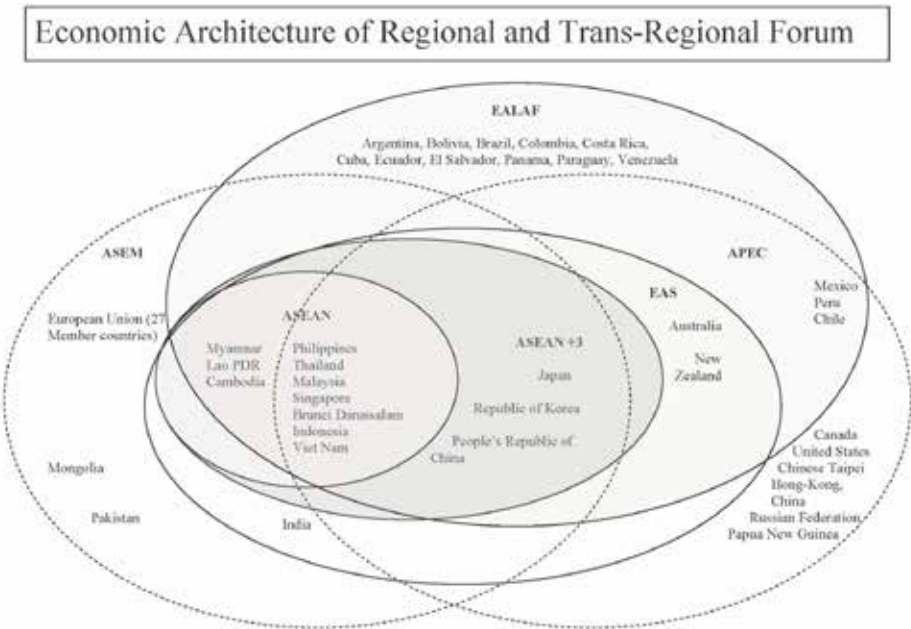 Economic Architecture of Regional and Trans-Regional Forum
EALAF
Argentina, Bolivia, Brazil, Colombia, Costa Rica,
Cuba, Ecuador, El Salvador, Panama, Paraguay, Venezuela
ASEM
European Union (27
Member countries)
Mongolia
Pakistan
ASEAN
Myanmar
Lao PDR
Cambodia
Philippines
Thailand
Malaysia
Singapore
Brunei Darussalam
Indonesia
Viet Nam
India
ASEAN +3
Japan
Republic of Korea
People's Republic of
China
EAS
Australia
New
Zealand
APEC
Mexico
Peru
Chile
Canada
United States
Chinese Taipei
Hong-Kong,
China
Russian Federation
Papua New Guinea